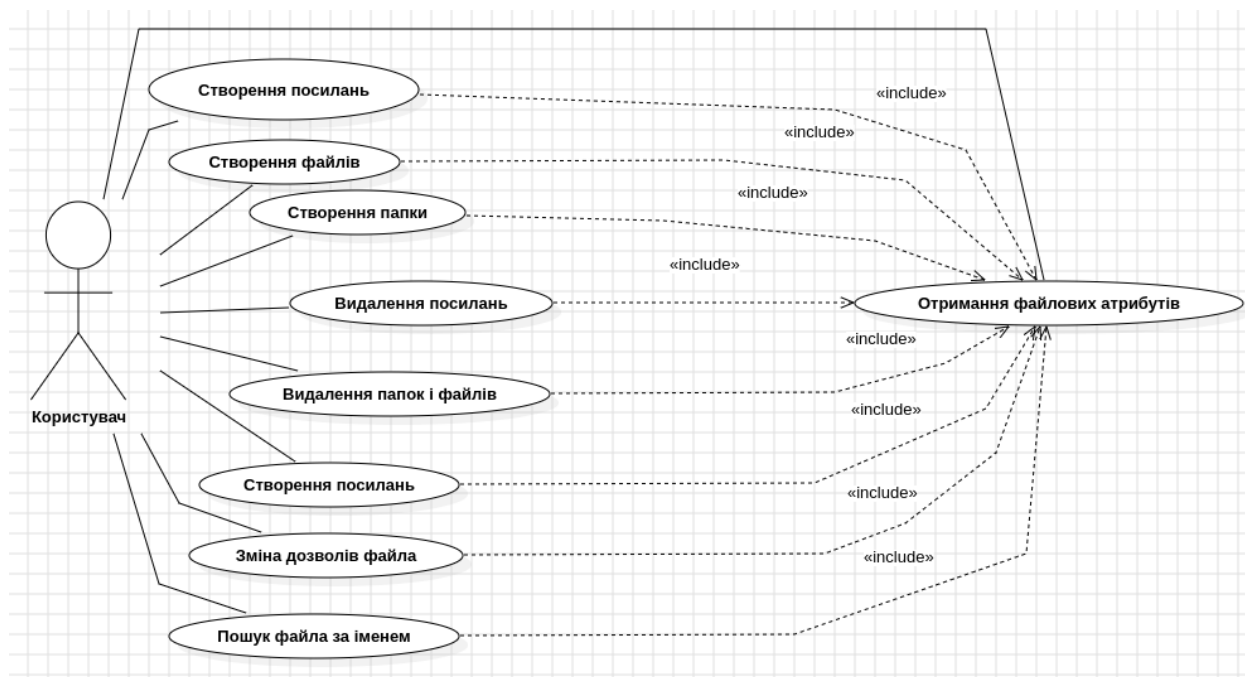 Створення посилань
«include»
«include»
Створення файлів
«include»
Створення папки
«include»
Видалення посилань
Отримання файлових атрибутів
«include»
Видалення папок і файлів
«include»
Користувач
Створення посилань
«include»
Зміна дозволів файла
«include»
Пошук файла за іменем